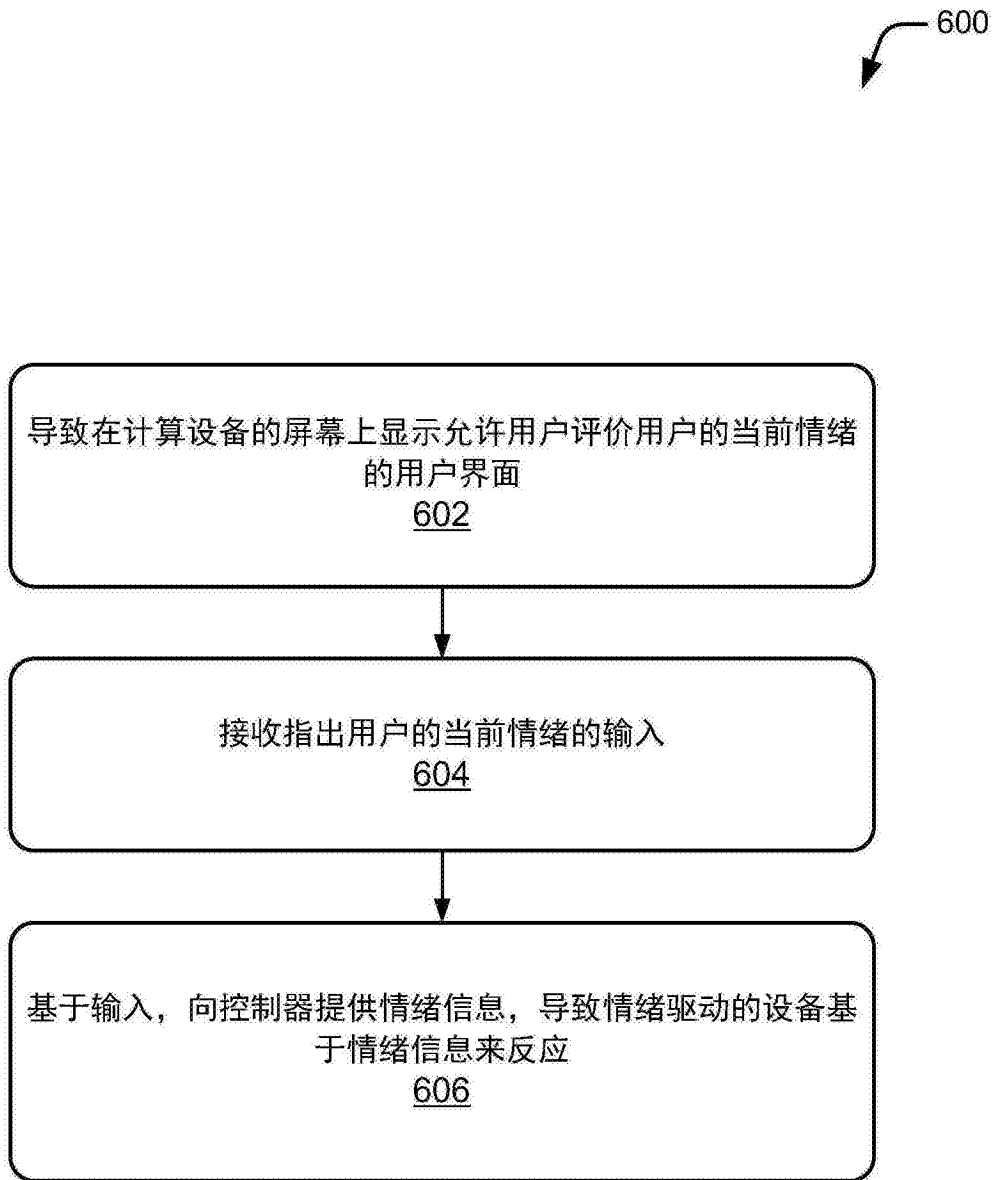 600
导致在计算设备的屏幕上显示允许用户评价用户的当前情绪
的用户界面
602
接收指出用户的当前情绪的输入
604
基于输入，向控制器提供情绪信息，导致情绪驱动的设备基
于情绪信息来反应
606